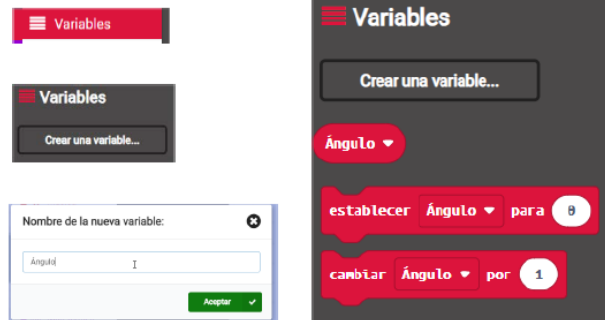 Variables
Variables
Crear una variable...
Nombre de la nueva variable:
Ángulo
Aceptar
Variables
Crear una variable...
Ángulo
establecer Ángulo para 0
cambiar Ángulo por 1